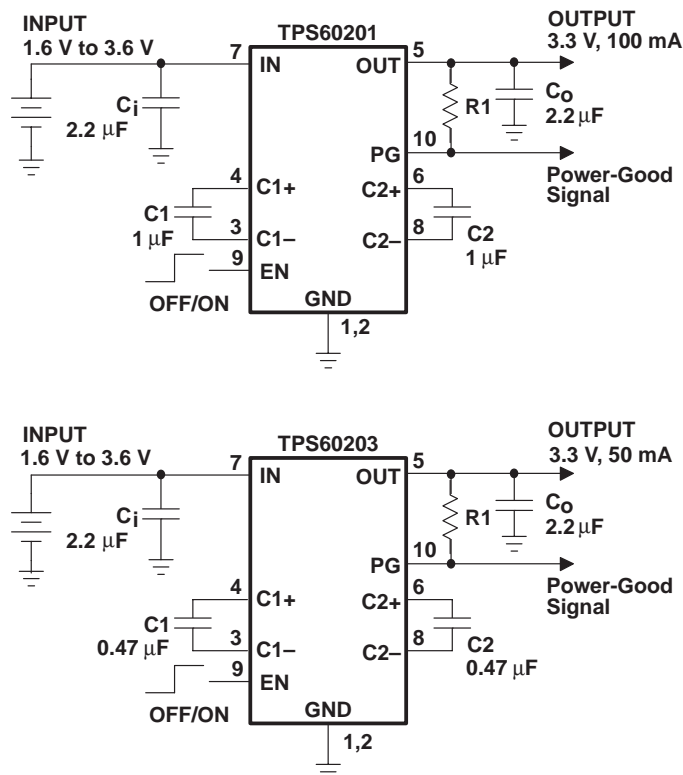 INPUT
1.6 V to 3.6 V
TPS60201
OUTPUT
3.3 V, 100 mA
7
IN
OUT
5
Ci
2.2 μF
R1
Co
2.2 μF
10
PG
Power-Good
Signal
4
C1+
C2+
6
C1
1 μF
3
C1–
C2–
8
C2
1 μF
9
EN
OFF/ON
GND
1,2
INPUT
1.6 V to 3.6 V
TPS60203
OUTPUT
3.3 V, 50 mA
7
IN
OUT
5
Ci
2.2 μF
R1
Co
2.2 μF
10
PG
Power-Good
Signal
4
C1+
C2+
6
C1
0.47 μF
3
C1–
C2–
8
C2
0.47 μF
9
EN
OFF/ON
GND
1,2